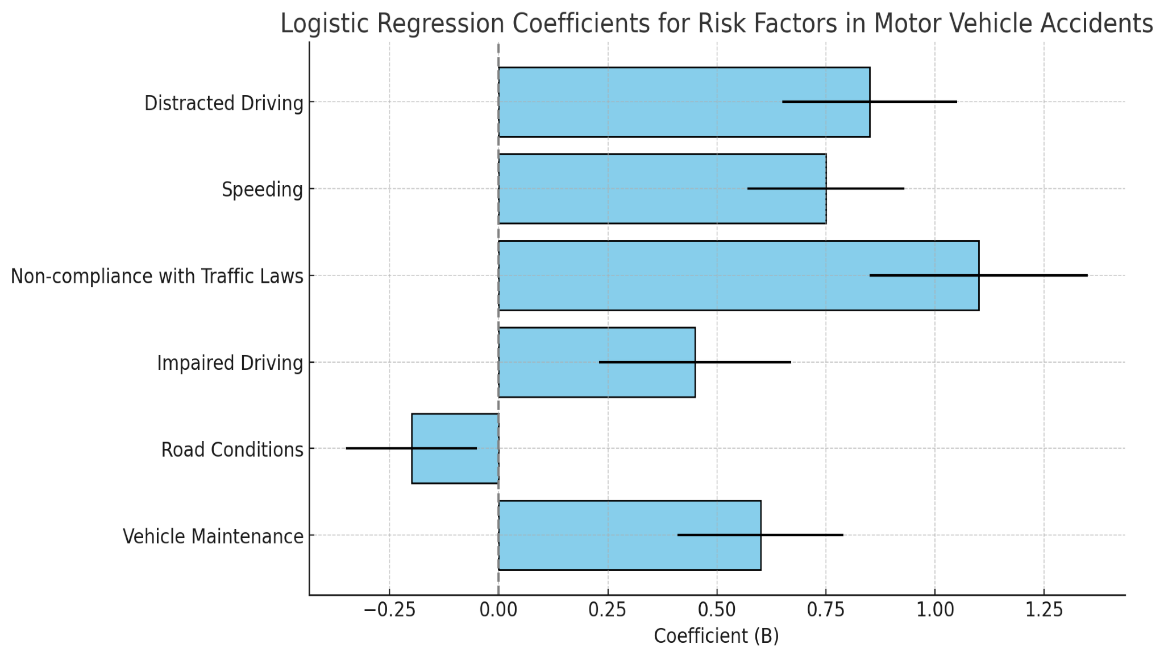 Logistic Regression Coefficients for Risk Factors in Motor Vehicle Accidents
Distracted Driving
Speeding
Non-compliance with Traffic Laws
Impaired Driving
Road Conditions
Vehicle Maintenance
−0.25 0.00 0.25 0.50 0.75 1.00 1.25
Coefficient (B)